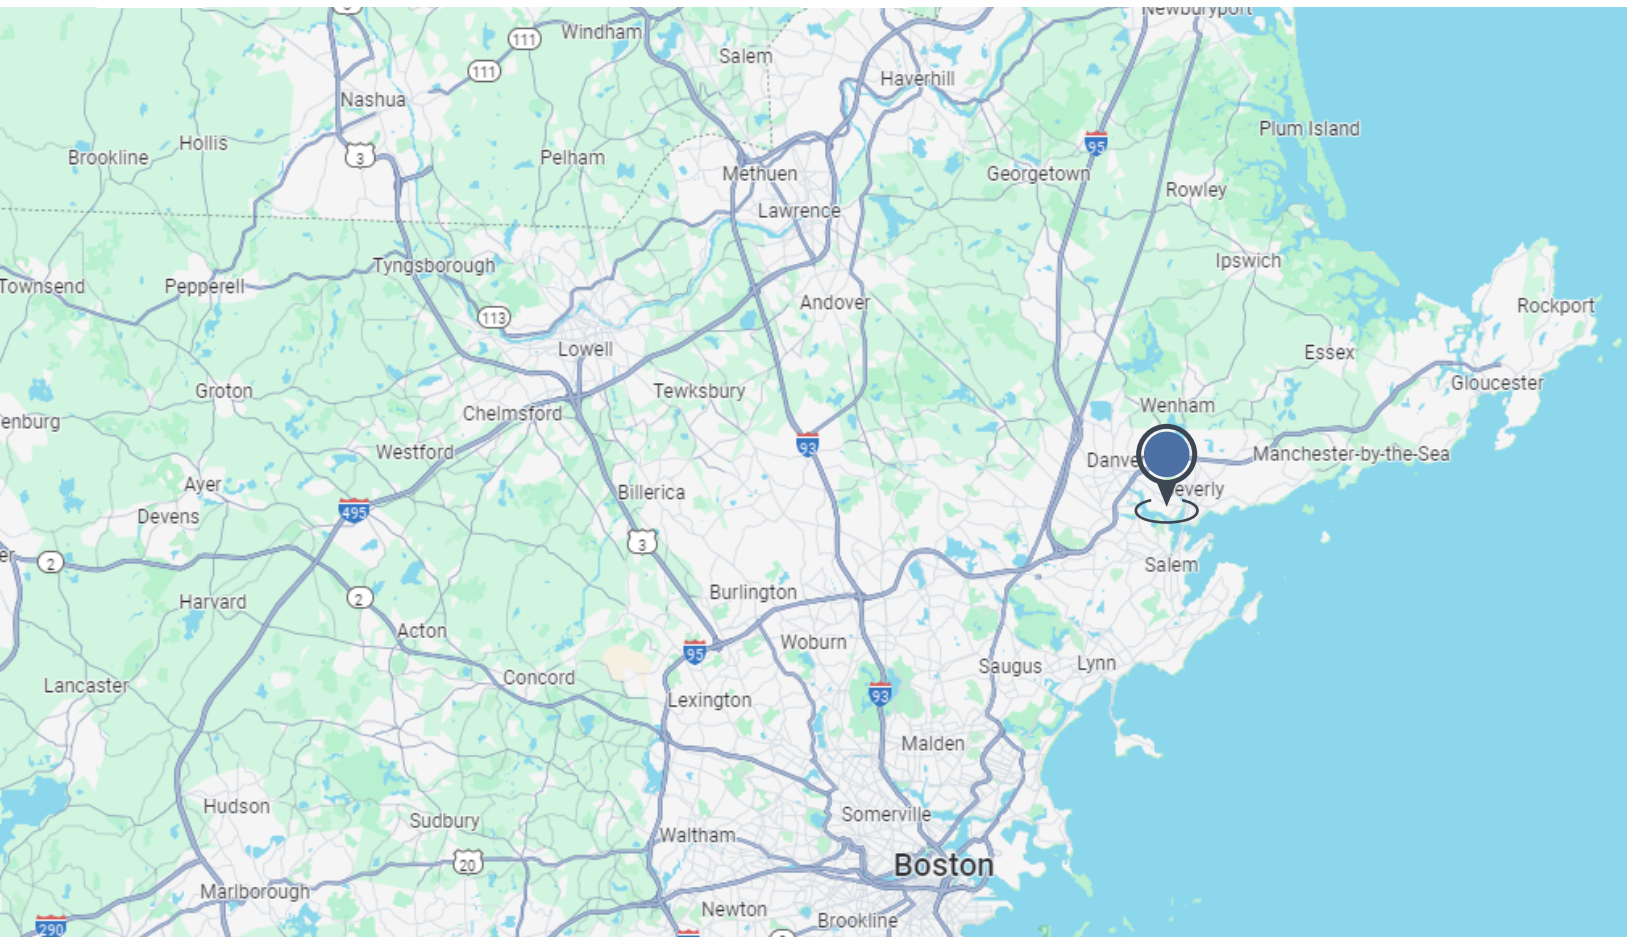 Newburyport
Windham
111
Salem
111
Haverhill
Nashua
Plum Island
Hollis
95
Brookline
3
Pelham
Methuen
Georgetown
Rowley
Lawrence
Ipswich
Tyngsborough
Townsend
Pepperell
Andover
Rockport
113
Lowell
Essex
Groton
Tewksbury
Gloucester
Wenham
Chelmsford
enburg
93
Westford
Danve
Manchester-by-the-Sea
Ayer
Billerica
everly
495
Devens
3
er
2
Salem
Burlington
Harvard
2
Acton
Woburn
95
Saugus
Lynn
Concord
Lancaster
Lexington
93
Malden
Hudson
Somerville
Sudbury
Waltham
20
Boston
Marlborough
Newton
Brookline
290